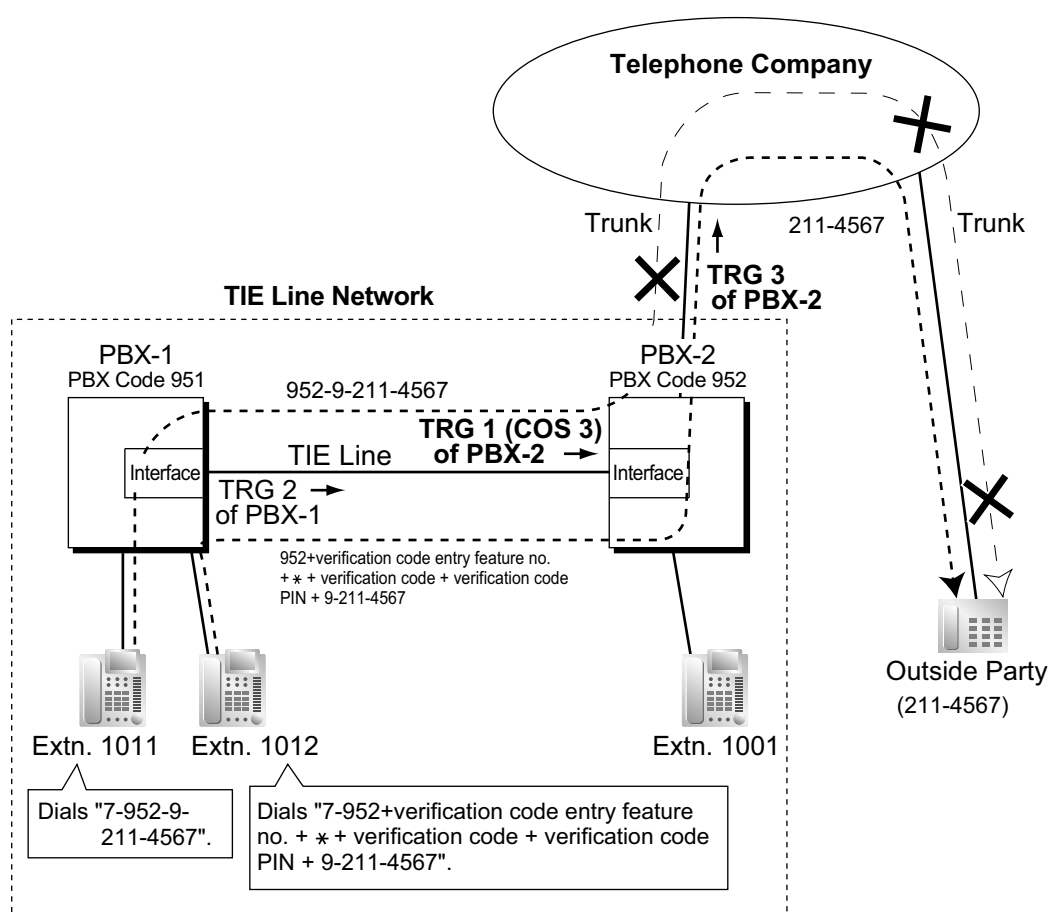 Telephone Company
Trunk
211-4567
Trunk
TRG 3
of PBX-2
TIE Line Network
PBX-1
PBX Code 951
PBX-2
PBX Code 952
952-9-211-4567
TRG 1 (COS 3)
of PBX-2
Interface
TIE Line
Interface
TRG 2
of PBX-1
952+verification code entry feature no.
+ * + verification code + verification code
PIN + 9-211-4567
Outside Party
(211-4567)
Extn. 1011
Extn. 1012
Extn. 1001
Dials "7-952-9-
211-4567".
Dials "7-952+verification code entry feature
no. + * + verification code + verification code
PIN + 9-211-4567".